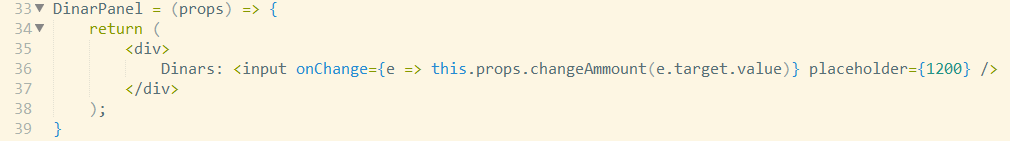 33 DinarPanel = (props) => {
34 return (
35 <div>
36 Dinars: <input onChange={e => this.props.changeAmmount(e.target.value)} placeholder={1200} />
37 </div>
38 );
39 }